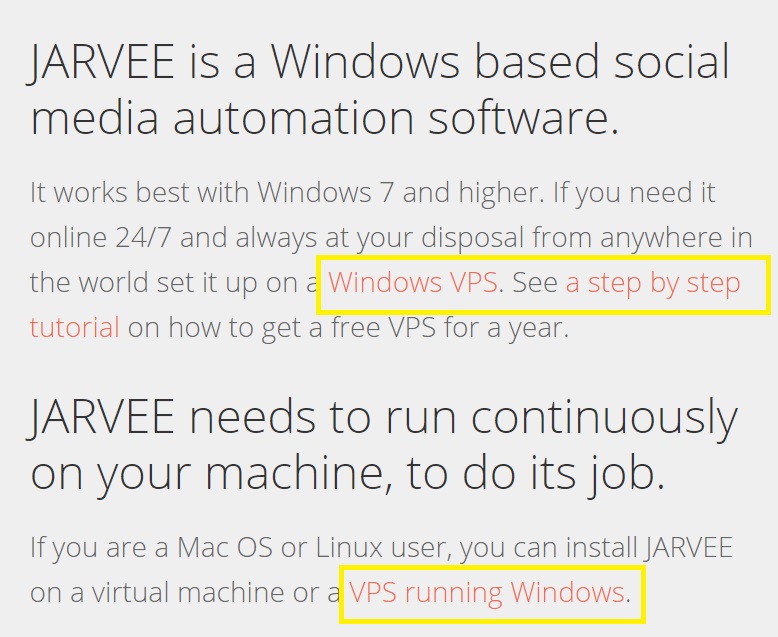 JARVEE is a Windows based social
media automation software.
It works best with Windows 7 and higher. If you need it
online 24/7 and always at your disposal from anywhere in
the world set it up on a Windows VPS. See a step by step
tutorial on how to get a free VPS for a year.
JARVEE needs to run continuously
on your machine, to do its job.
If you are a Mac OS or Linux user, you can install JARVEE
on a virtual machine or a VPS running Windows.